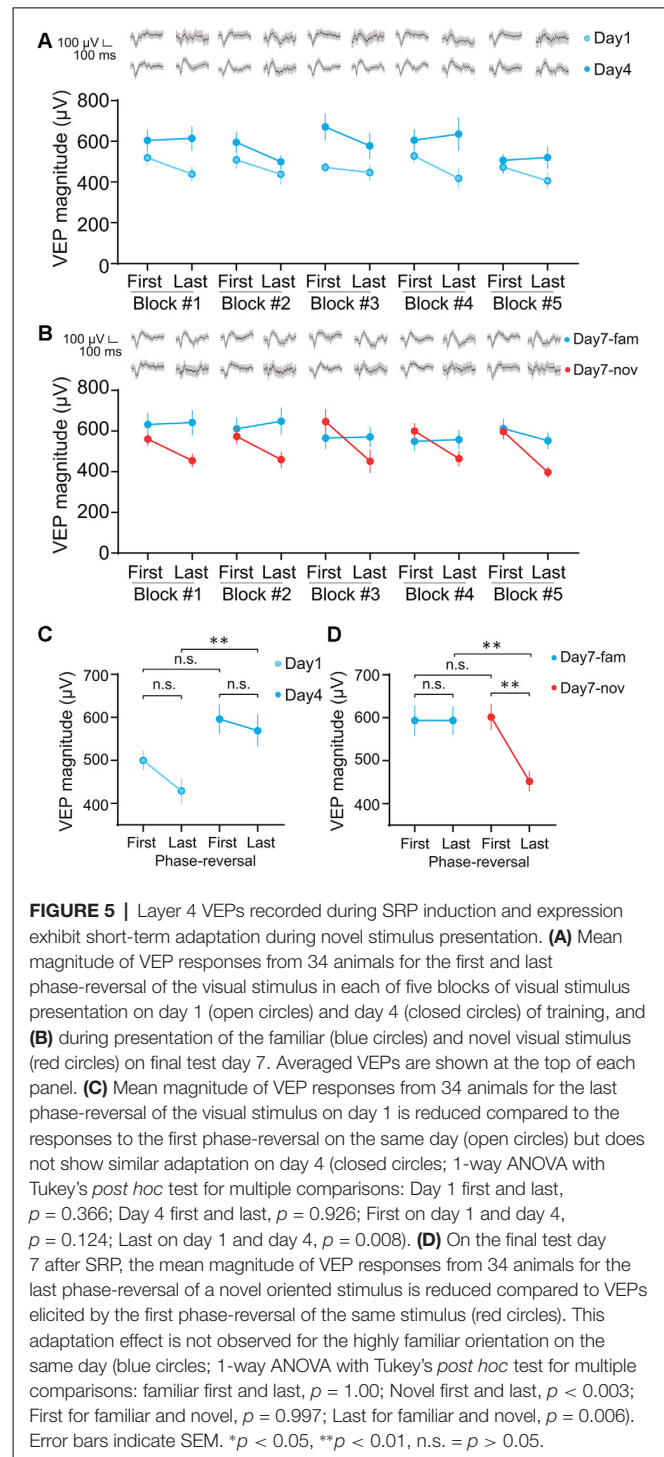 A
100 µV
100 ms
Day1
Day4
VEP magnitude (µV)
800
600
400
200
0
First Last First Last First Last First Last First Last
Block #1 Block #2 Block #3 Block #4 Block #5
B
100 µV
100 ms
Day7-fam
Day7-nov
VEP magnitude (µV)
800
600
400
200
0
First Last First Last First Last First Last First Last
Block #1 Block #2 Block #3 Block #4 Block #5
C
**
n.s.
n.s. n.s.
Day1
Day4
VEP magnitude (µV)
700
600
500
400
First Last First Last
Phase-reversal
D
**
n.s.
n.s. **
Day7-fam
Day7-nov
VEP magnitude (µV)
700
600
500
400
First Last First Last
Phase-reversal
FIGURE 5 | Layer 4 VEPs recorded during SRP induction and expression
exhibit short-term adaptation during novel stimulus presentation. (A) Mean
magnitude of VEP responses from 34 animals for the first and last
phase-reversal of the visual stimulus in each of five blocks of visual stimulus
presentation on day 1 (open circles) and day 4 (closed circles) of training, and
(B) during presentation of the familiar (blue circles) and novel visual stimulus
(red circles) on final test day 7. Averaged VEPs are shown at the top of each
panel. (C) Mean magnitude of VEP responses from 34 animals for the last
phase-reversal of the visual stimulus on day 1 is reduced compared to the
responses to the first phase-reversal on the same day (open circles) but does
not show similar adaptation on day 4 (closed circles; 1-way ANOVA with
Tukey's post hoc test for multiple comparisons: Day 1 first and last,
p = 0.366; Day 4 first and last, p = 0.926; First on day 1 and day 4,
p = 0.124; Last on day 1 and day 4, p = 0.008). (D) On the final test day
7 after SRP, the mean magnitude of VEP responses from 34 animals for the
last phase-reversal of a novel oriented stimulus is reduced compared to VEPs
elicited by the first phase-reversal of the same stimulus (red circles). This
adaptation effect is not observed for the highly familiar orientation on the
same day (blue circles; 1-way ANOVA with Tukey's post hoc test for multiple
comparisons: familiar first and last, p = 1.00; Novel first and last, p < 0.003;
First for familiar and novel, p = 0.997; Last for familiar and novel, p = 0.006).
Error bars indicate SEM. *p < 0.05, **p < 0.01, n.s. = p > 0.05.